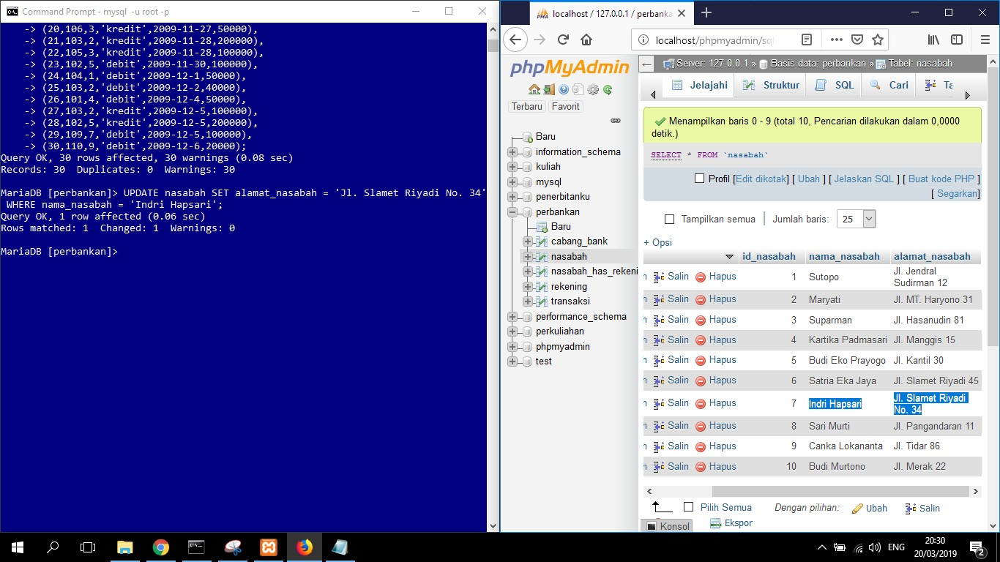 Command Prompt - mysql -u root -p
-> (20,106,3,'kredit',2009-11-27,50000),
-> (21,103,2,'kredit',2009-11-28,200000),
-> (22,105,3,'kredit',2009-11-28,100000),
-> (23,102,5,'debit',2009-11-30,100000),
-> (24,104,1,'debit',2009-12-1,50000),
-> (25,103,2,'debit',2009-12-2,40000),
-> (26,101,4,'debit',2009-12-4,50000),
-> (27,103,2,'kredit',2009-12-5,100000),
-> (28,102,5,'kredit',2009-12-5,200000),
-> (29,109,7,'debit',2009-12-5,100000),
-> (30,110,9,'debit',2009-12-6,20000);
Query OK, 30 rows affected, 30 warnings (0.08 sec)
Records: 30 Duplicates: 0 Warnings: 30
MariaDB [perbankan]> UPDATE nasabah SET alamat_nasabah = 'Jl. Slamet Riyadi No. 34'
WHERE nama_nasabah = 'Indri Hapsari';
Query OK, 1 row affected (0.06 sec)
Rows matched: 1 Changed: 1 Warnings: 0
MariaDB [perbankan]>
localhost / 127.0.0.1 / perbanka
localhost/phpmyadmin/sql
phpMyAdmin
Terbaru Favorit
Baru
information_schema
kuliah
mysql
penerbitanku
perbankan
Baru
cabang_bank
nasabah
nasabah_has_rekeni
rekening
transaksi
performance_schema
perkuliahan
phpmyadmin
test
Server: 127.0.0.1 » Basis data: perbankan » Tabel: nasabah
Jelajahi Struktur SQL Cari Ta
Menampilkan baris 0 - 9 (total 10, Pencarian dilakukan dalam 0,0000
detik.)
SELECT * FROM `nasabah`
Profil [Edit dikotak] [ Ubah ] [ Jelaskan SQL ] [ Buat kode PHP ]
[ Segarkan]
Tampilkan semua Jumlah baris: 25
+ Opsi
id_nasabah nama_nasabah alamat_nasabah
h Salin Hapus 1 Sutopo Jl. Jendral
Sudirman 12
h Salin Hapus 2 Maryati Jl. MT. Haryono 31
h Salin Hapus 3 Suparman Jl. Hasanudin 81
h Salin Hapus 4 Kartika Padmasari Jl. Manggis 15
h Salin Hapus 5 Budi Eko Prayogo Jl. Kantil 30
h Salin Hapus 6 Satria Eka Jaya Jl. Slamet Riyadi 45
h Salin Hapus 7 Indri Hapsari Jl. Slamet Riyadi
No. 34
h Salin Hapus 8 Sari Murti Jl. Pangandaran 11
h Salin Hapus 9 Canka Lokananta Jl. Tidar 86
h Salin Hapus 10 Budi Murtono Jl. Merak 22
Pilih Semua Dengan pilihan: Ubah Salin
Ekspor
Konsol
ENG
20:30
20/03/2019
2